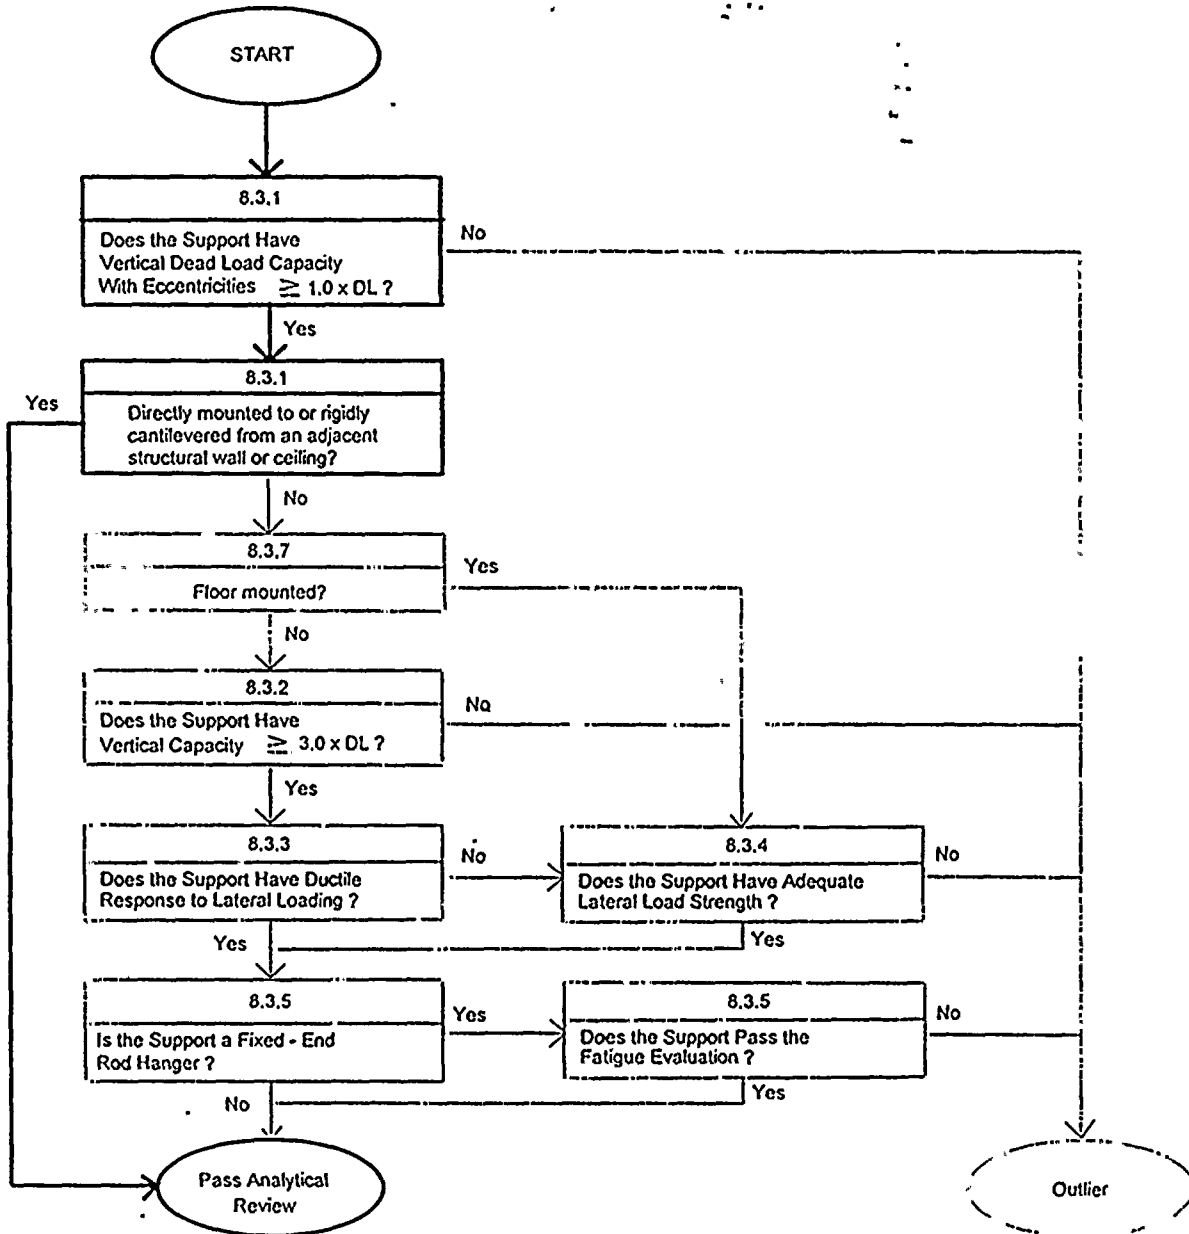 START
8.3.1
Does the Support Have
Vertical Dead Load Capacity
With Eccentricities ≥ 1.0 x DL ?
No
Yes
8.3.1
Directly mounted to or rigidly
cantilevered from an adjacent
structural wall or ceiling?
Yes
No
8.3.7
Floor mounted?
Yes
No
8.3.2
Does the Support Have
Vertical Capacity ≥ 3.0 x DL ?
No
Yes
8.3.3
Does the Support Have Ductile
Response to Lateral Loading ?
No
8.3.4
Does the Support Have Adequate
Lateral Load Strength ?
No
Yes
Yes
8.3.5
Is the Support a Fixed - End
Rod Hanger ?
Yes
8.3.5
Does the Support Pass the
Fatigue Evaluation ?
No
No
Yes
Pass Analytical
Review
Outlier